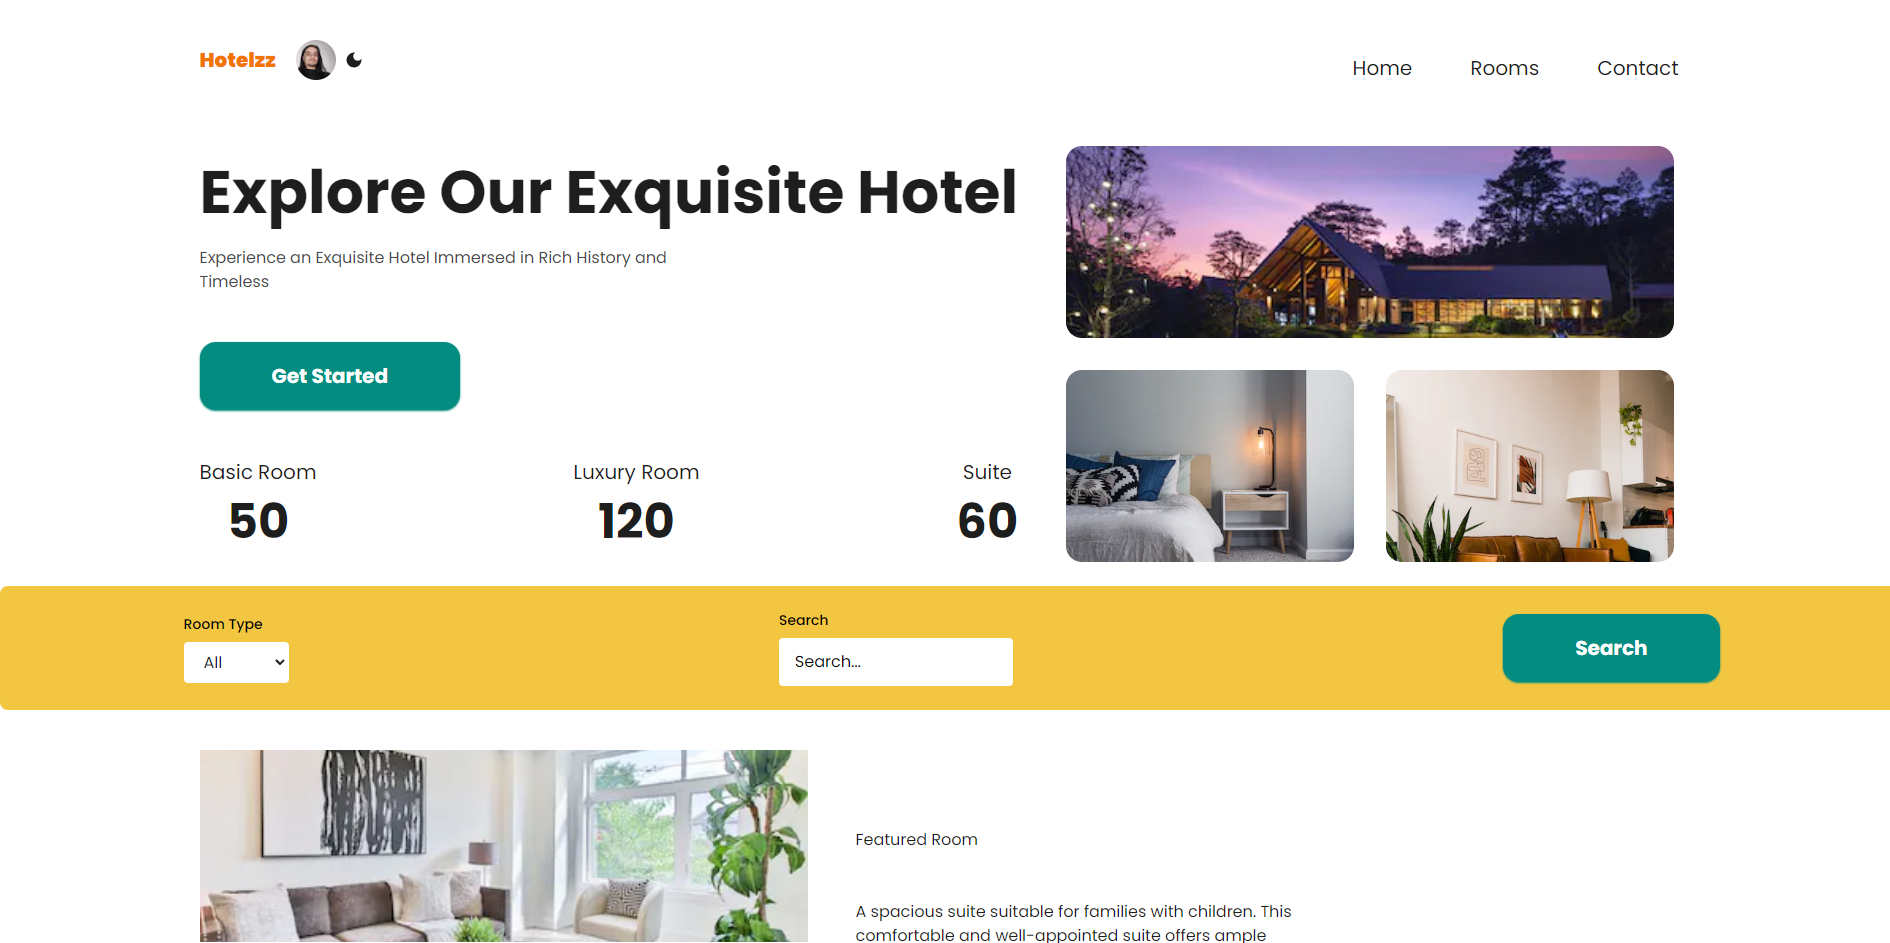 Hotelzz
Home Rooms Contact
Explore Our Exquisite Hotel
Experience an Exquisite Hotel Immersed in Rich History and
Timeless
Get Started
Basic Room
50
Luxury Room
120
Suite
60
Room Type
All
Search
Search...
Search
Featured Room
A spacious suite suitable for families with children. This
comfortable and well-appointed suite offers ample